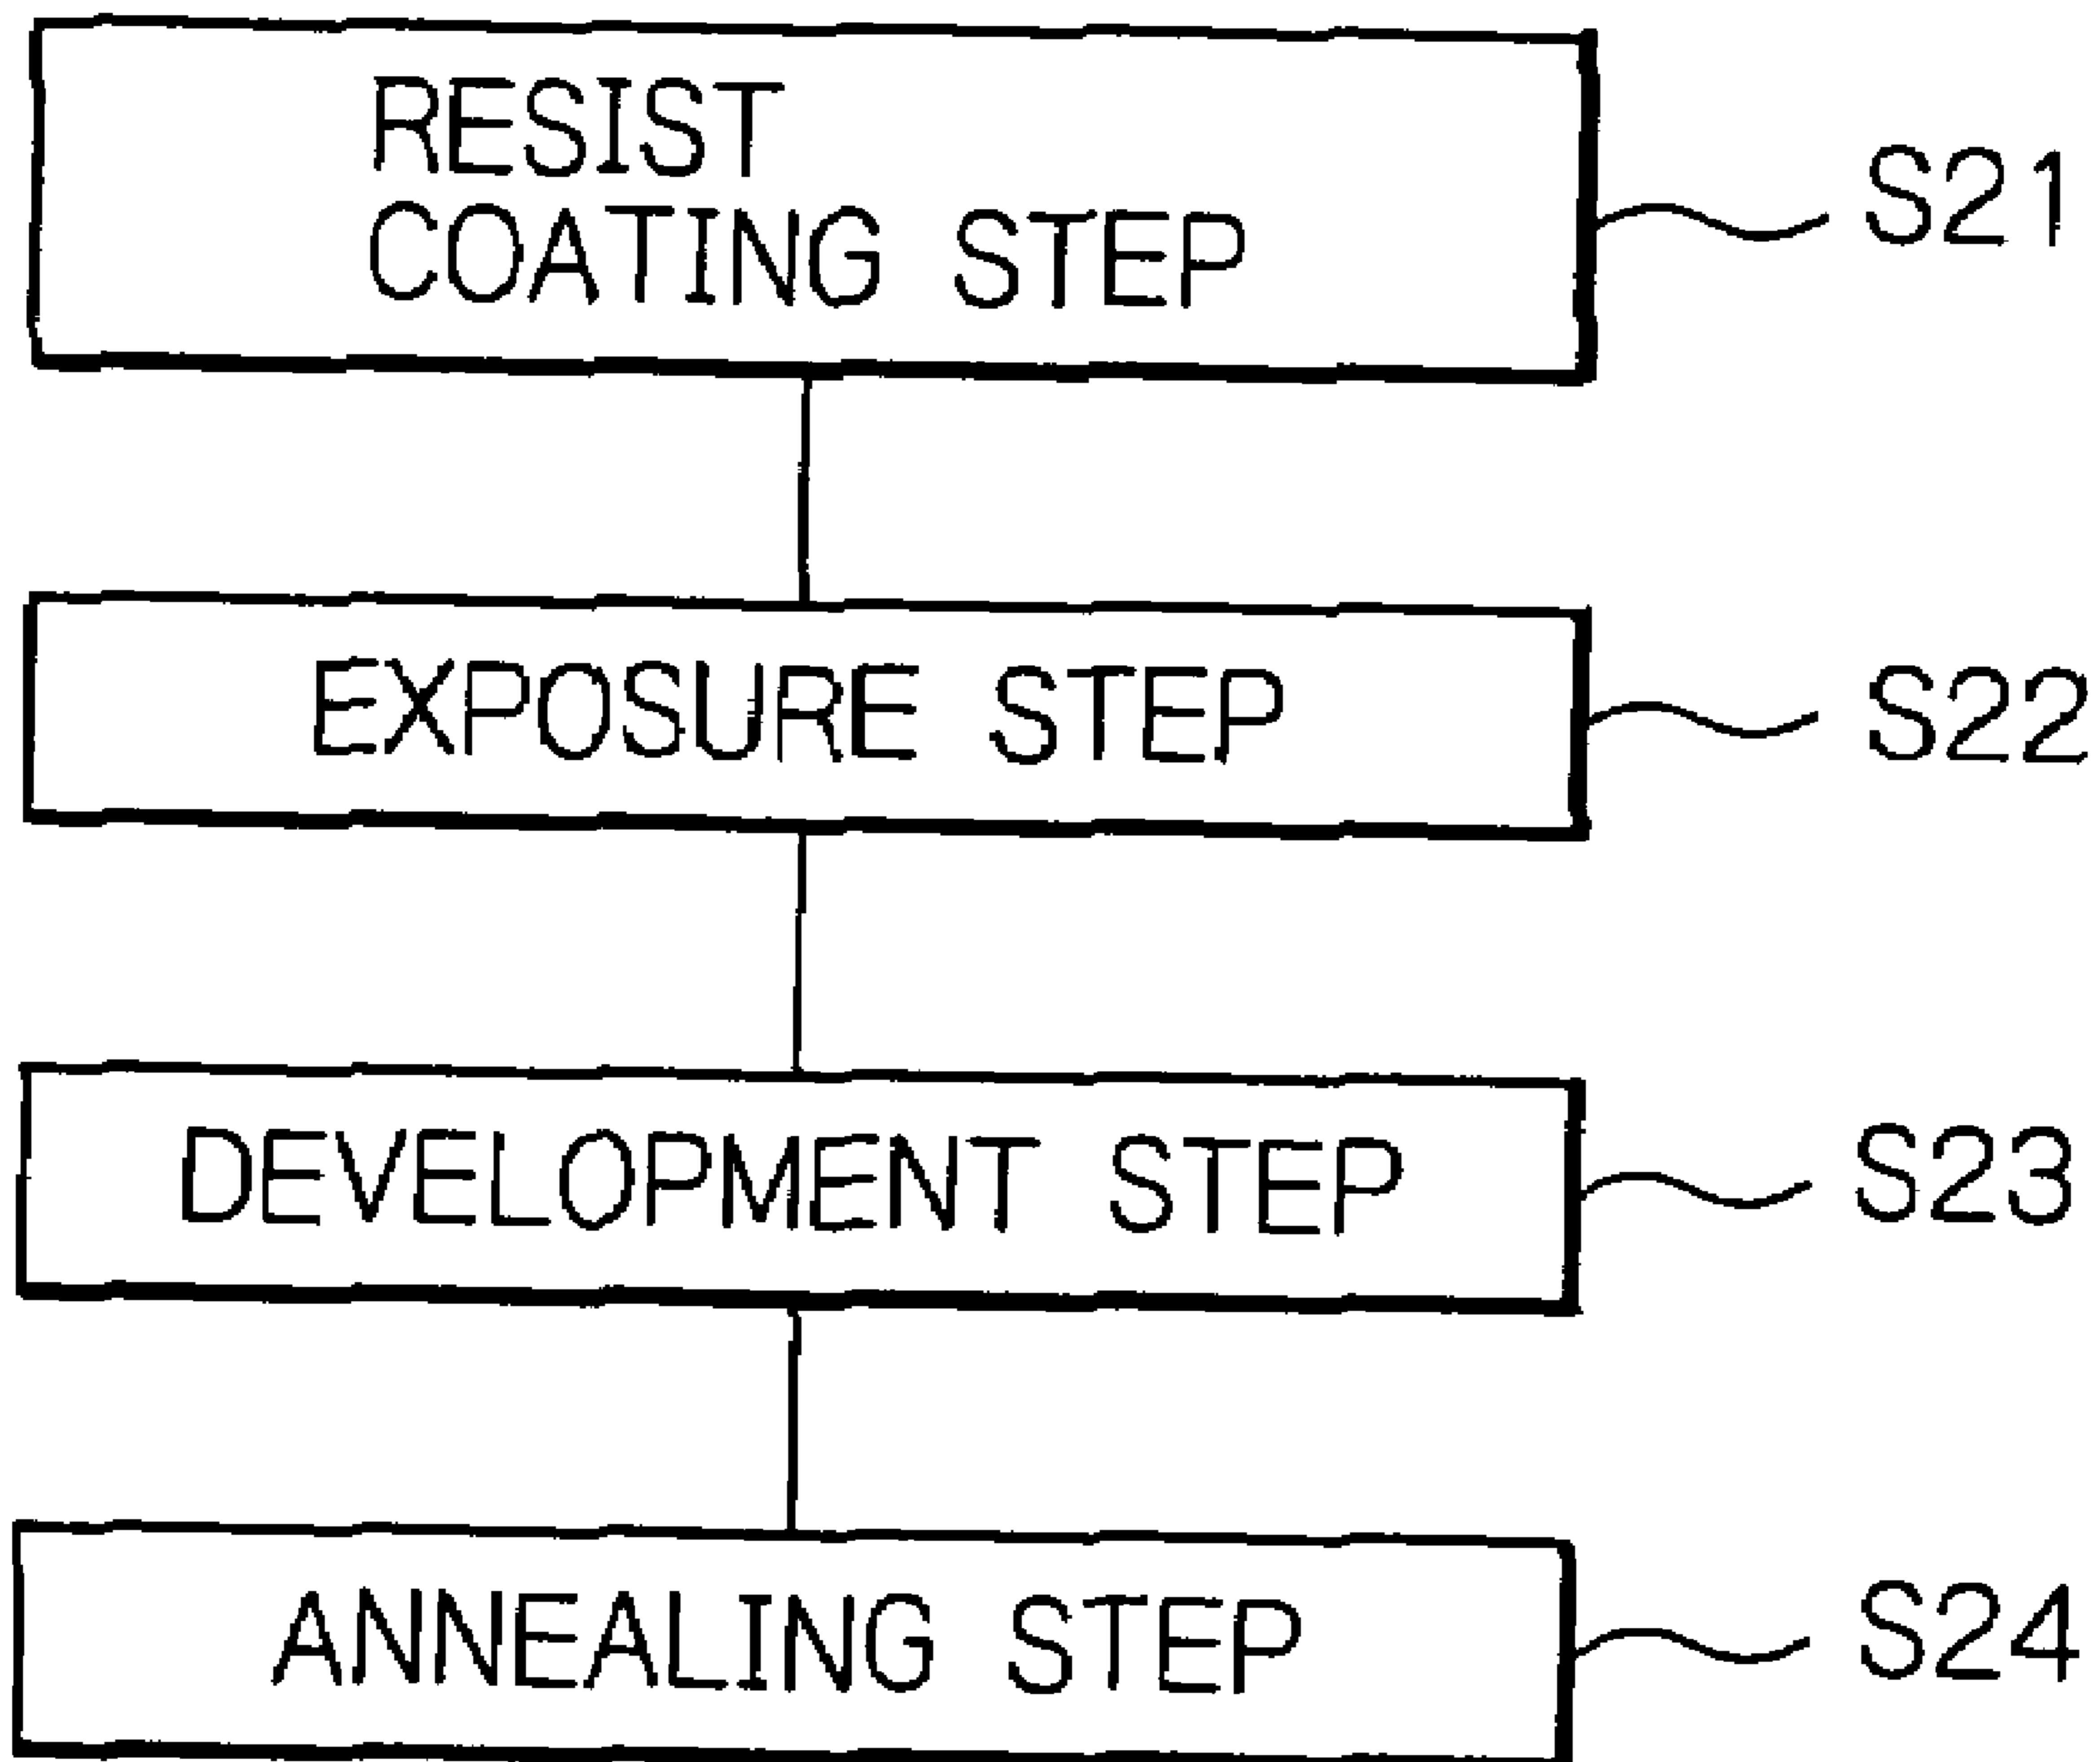 RESIST
COATING STEP
S21
EXPOSURE STEP
S22
DEVELOPMENT STEP
S23
ANNEALING STEP
S24